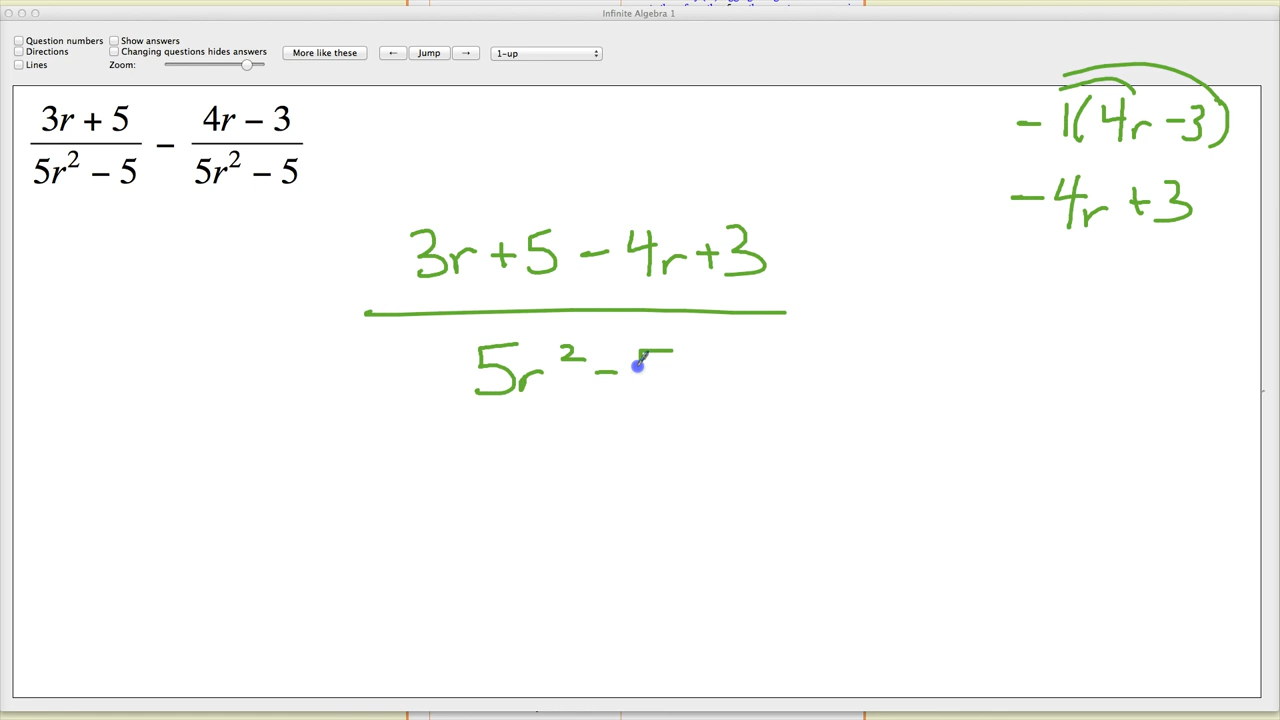 Infinite Algebra 1
Question numbers
Show answers
Directions
Changing questions hides answers
More like these
←
Jump
→
1-up
Lines
Zoom:
3r + 5
5r² − 5
−
4r − 3
5r² − 5
-1(4r -3)
-4r +3
3r + 5 - 4r + 3
5r² -